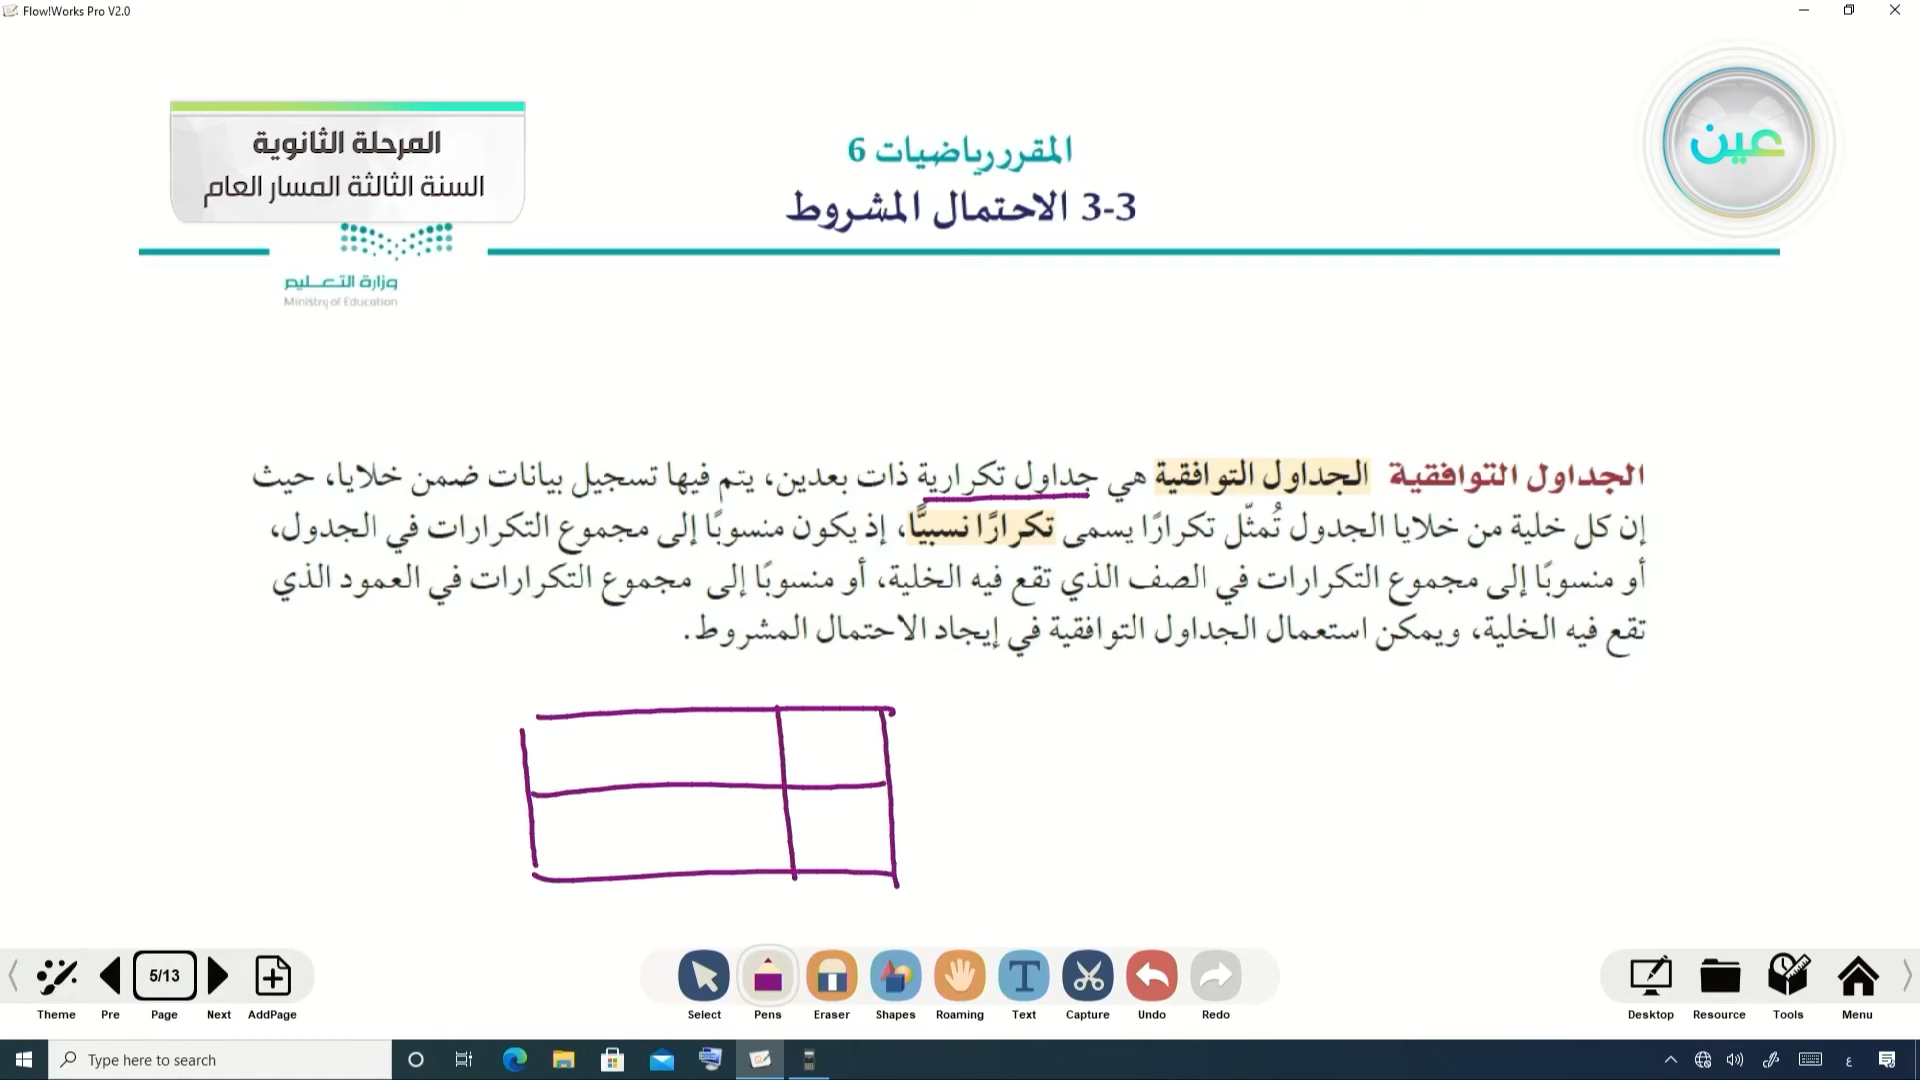 Flow!Works Pro V2.0
عين
المقرر رياضيات 6
3-3 الاحتمال المشروط
المرحلة الثانوية
السنة الثالثة المسار العام
وزارة التعليم
Ministry of Education
الجداول التوافقية الجداول التوافقية هي جداول تكرارية ذات بعدين، يتم فيها تسجيل بيانات ضمن خلايا، حيث
إن كل خلية من خلايا الجدول تُمثّل تكرارًا يسمى تكرارًا نسبيًّا، إذ يكون منسوبًا إلى مجموع التكرارات في الجدول،
أو منسوبًا إلى مجموع التكرارات في الصف الذي تقع فيه الخلية، أو منسوبًا إلى مجموع التكرارات في العمود الذي
تقع فيه الخلية، ويمكن استعمال الجداول التوافقية في إيجاد الاحتمال المشروط.
5/13
Theme Pre Page Next AddPage
Select Pens Eraser Shapes Roaming Text Capture Undo Redo
Desktop Resource Tools Menu
Type here to search
ع